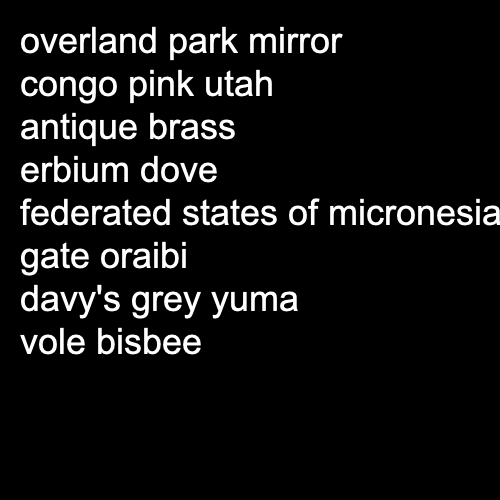 overland park mirror
congo pink utah
antique brass
erbium dove
federated states of micronesia
gate oraibi
davy's grey yuma
vole bisbee